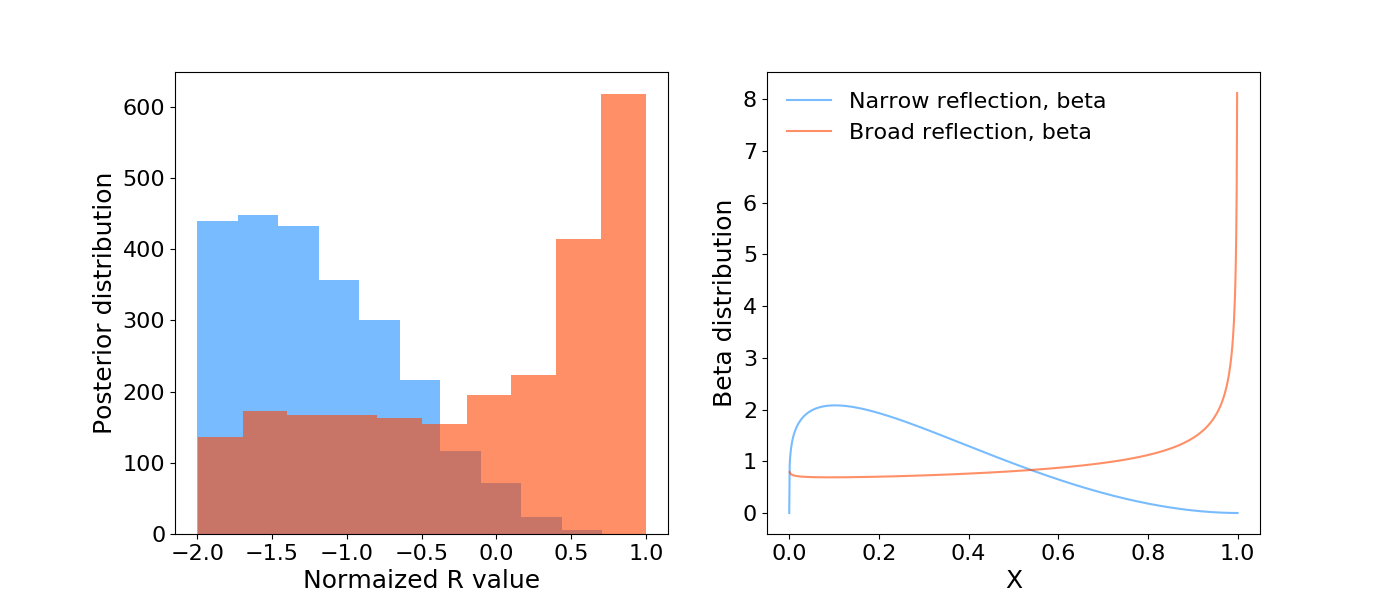 Posterior distribution
600
500
400
300
200
100
0
−2.0 −1.5 −1.0 −0.5 0.0 0.5 1.0
Normaized R value
Beta distribution
8
7
6
5
4
3
2
1
0
Narrow reflection, beta
Broad reflection, beta
0.0 0.2 0.4 0.6 0.8 1.0
X